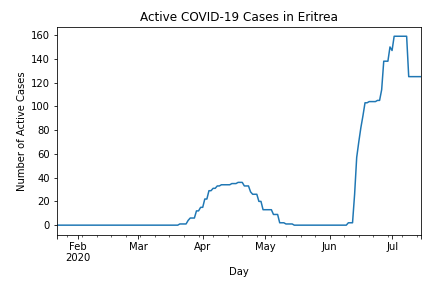 Active COVID-19 Cases in Eritrea
Number of Active Cases
160
140
120
100
80
60
40
20
0
Feb Mar Apr May Jun Jul
2020
Day